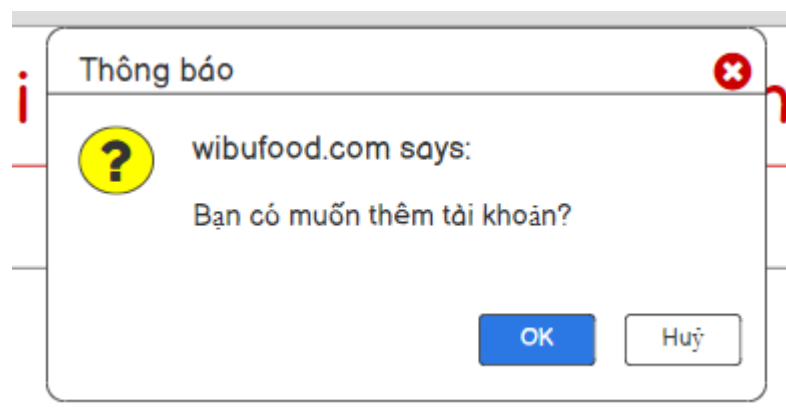 Thông báo
wibufood.com says:
Bạn có muốn thêm tài khoản?
OK
Huỷ